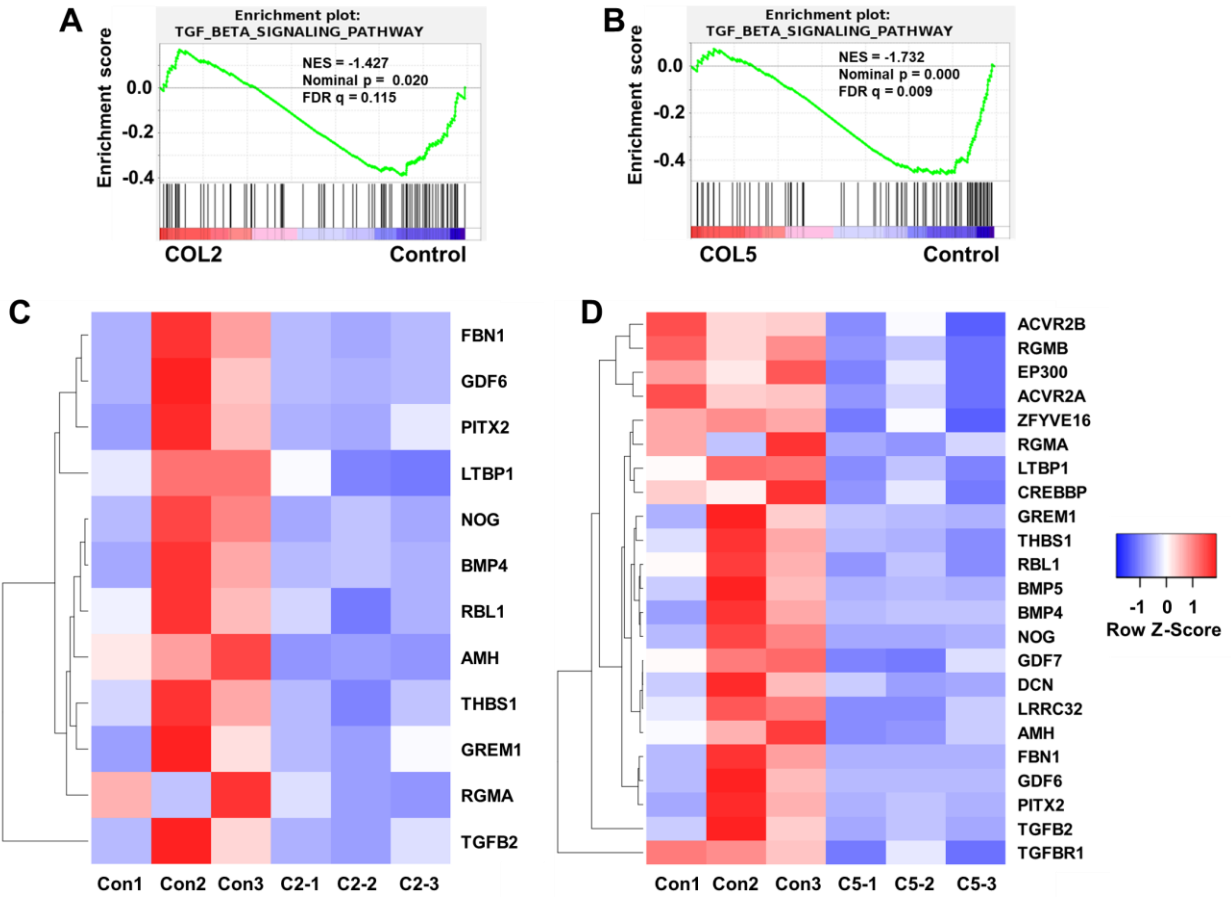 A
Enrichment plot:
TGF_BETA_SIGNALING_PATHWAY
Enrichment score
0.0
-0.2
-0.4
NES = -1.427
Nominal p = 0.020
FDR q = 0.115
COL2 Control
B
Enrichment plot:
TGF_BETA_SIGNALING_PATHWAY
Enrichment score
0.0
-0.2
-0.4
NES = -1.732
Nominal p = 0.000
FDR q = 0.009
COL5 Control
C
FBN1
GDF6
PITX2
LTBP1
NOG
BMP4
RBL1
AMH
THBS1
GREM1
RGMA
TGFB2
Con1 Con2 Con3 C2-1 C2-2 C2-3
D
ACVR2B
RGMB
EP300
ACVR2A
ZFYVE16
RGMA
LTBP1
CREBBP
GREM1
THBS1
RBL1
BMP5
BMP4
NOG
GDF7
DCN
LRRC32
AMH
FBN1
GDF6
PITX2
TGFB2
TGFBR1
Con1 Con2 Con3 C5-1 C5-2 C5-3
-1 0 1
Row Z-Score